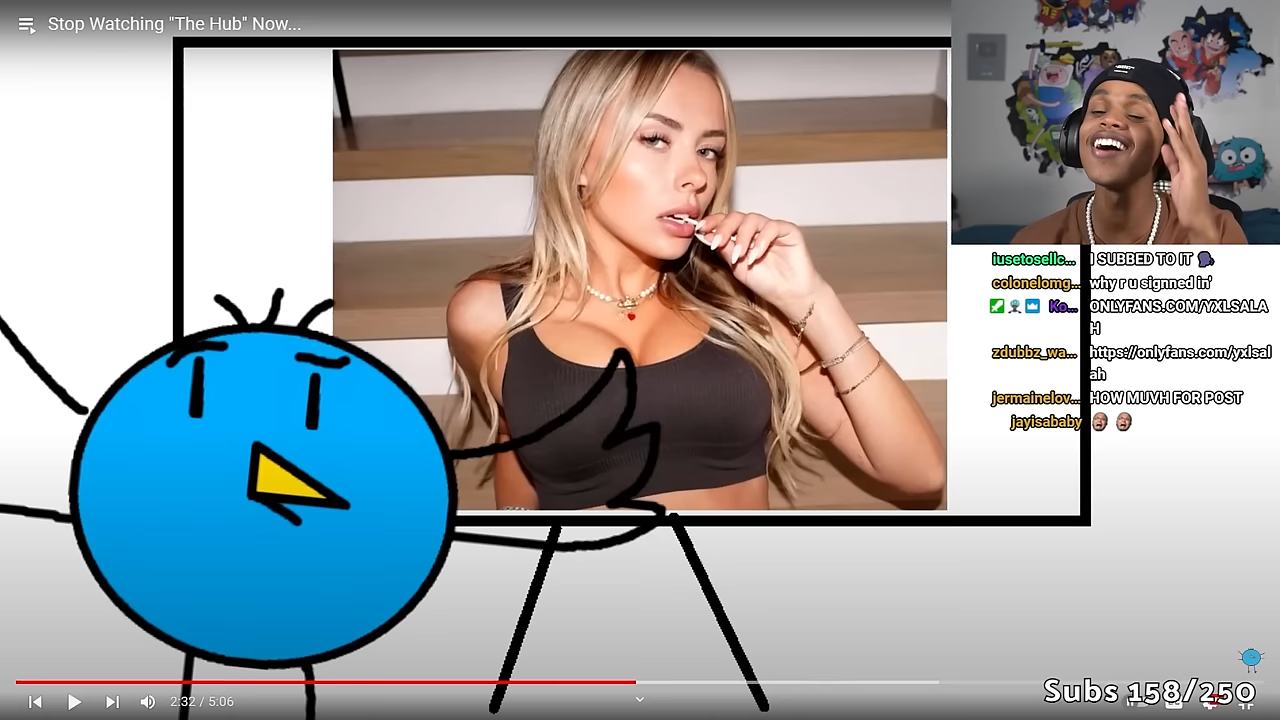 Stop Watching "The Hub" Now...
iusetosellc... I SUBBED TO IT
colonelomg... why r u signned in'
Ko... ONLYFANS.COM/YXLSALA
H
zdubbz_wa... https://onlyfans.com/yxlsal
ah
jermainelov... HOW MUVH FOR POST
jayisababy
2:32 / 5:06
Subs 158/250